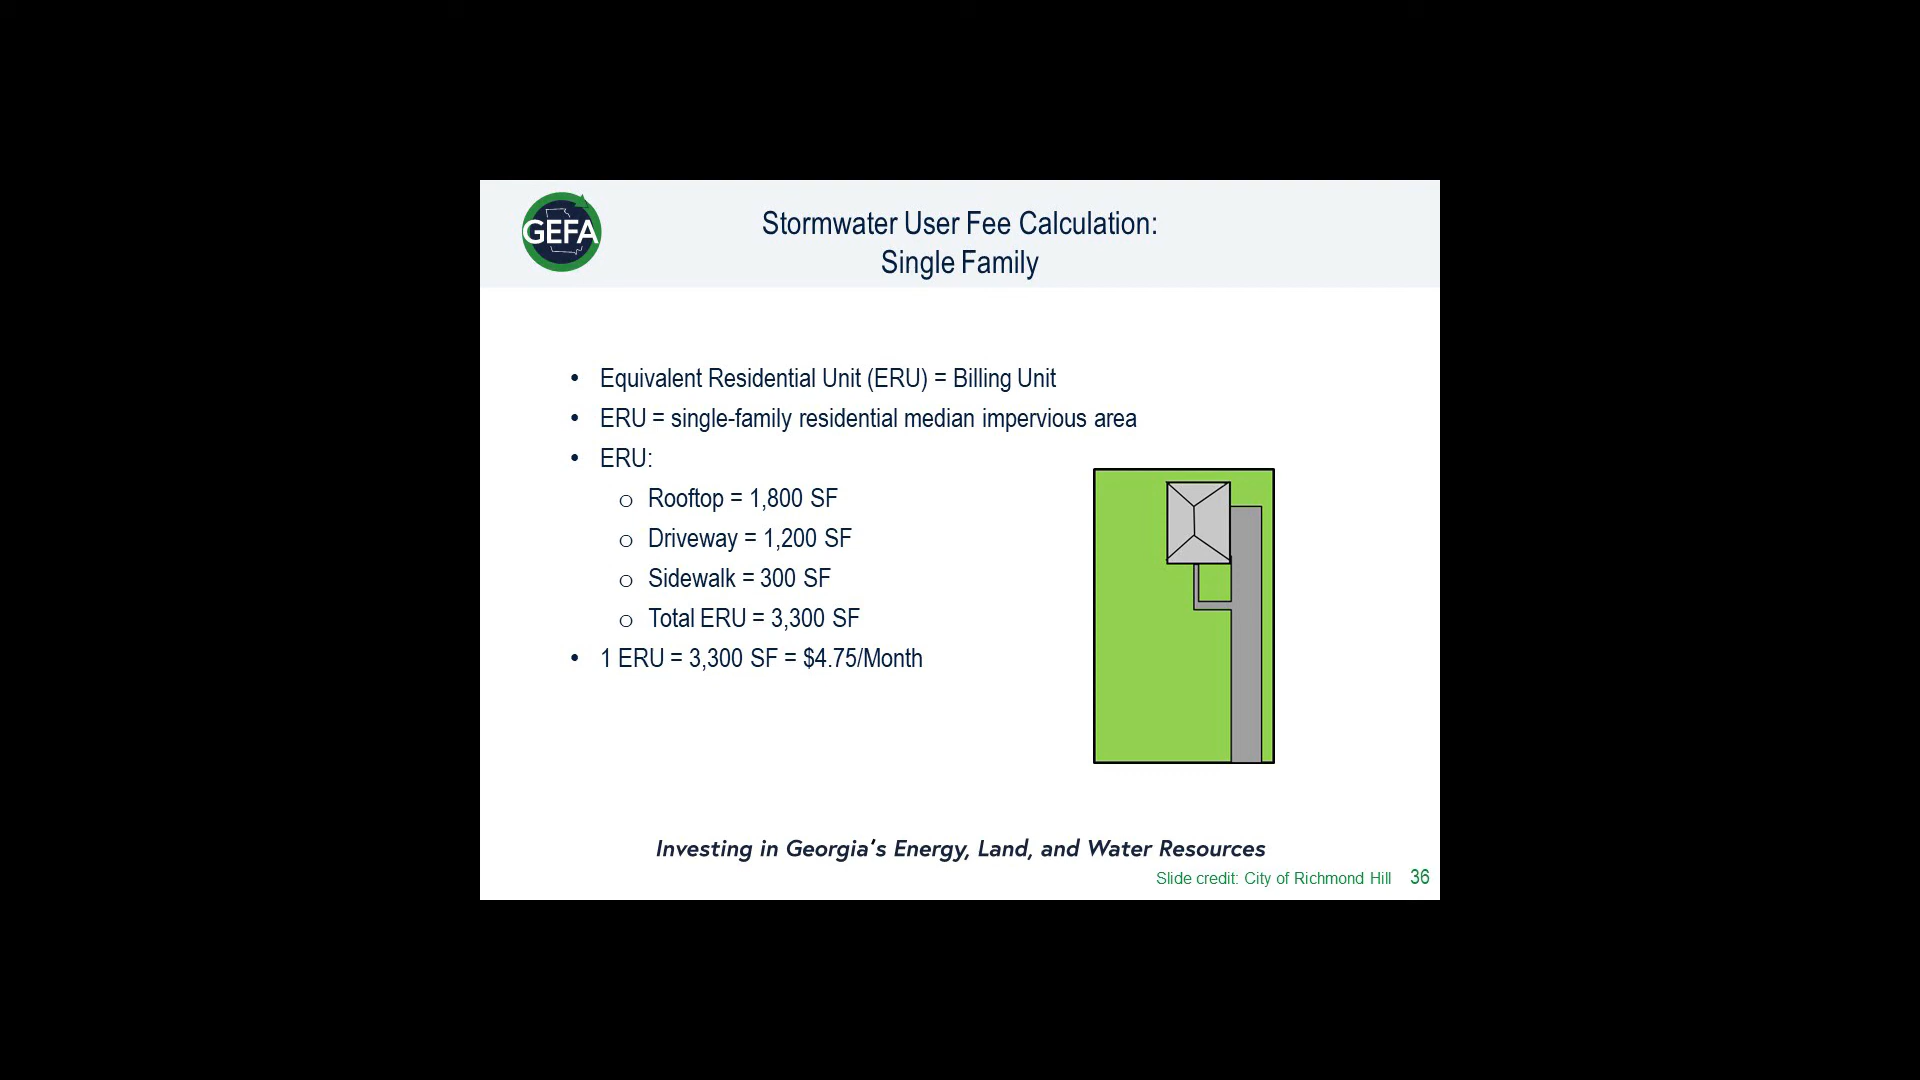 GEFA
Stormwater User Fee Calculation:
Single Family
• Equivalent Residential Unit (ERU) = Billing Unit
• ERU = single-family residential median impervious area
• ERU:
o Rooftop = 1,800 SF
o Driveway = 1,200 SF
o Sidewalk = 300 SF
o Total ERU = 3,300 SF
• 1 ERU = 3,300 SF = $4.75/Month
Investing in Georgia's Energy, Land, and Water Resources
Slide credit: City of Richmond Hill 36